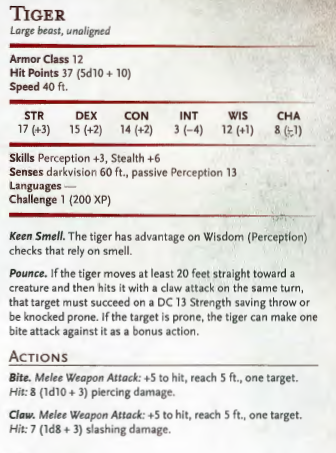 TIGER
Large beast, unaligned
Armor Class 12
Hit Points 37 (5d10 + 10)
Speed 40 ft.
STR DEX CON INT WIS CHA
17 (+3) 15 (+2) 14 (+2) 3 (−4) 12 (+1) 8 (−1)
Skills Perception +3, Stealth +6
Senses darkvision 60 ft., passive Perception 13
Languages —
Challenge 1 (200 XP)
Keen Smell. The tiger has advantage on Wisdom (Perception)
checks that rely on smell.
Pounce. If the tiger moves at least 20 feet straight toward a
creature and then hits it with a claw attack on the same turn,
that target must succeed on a DC 13 Strength saving throw or
be knocked prone. If the target is prone, the tiger can make one
bite attack against it as a bonus action.
ACTIONS
Bite. Melee Weapon Attack: +5 to hit, reach 5 ft., one target.
Hit: 8 (1d10 + 3) piercing damage.
Claw. Melee Weapon Attack: +5 to hit, reach 5 ft., one target.
Hit: 7 (1d8 + 3) slashing damage.